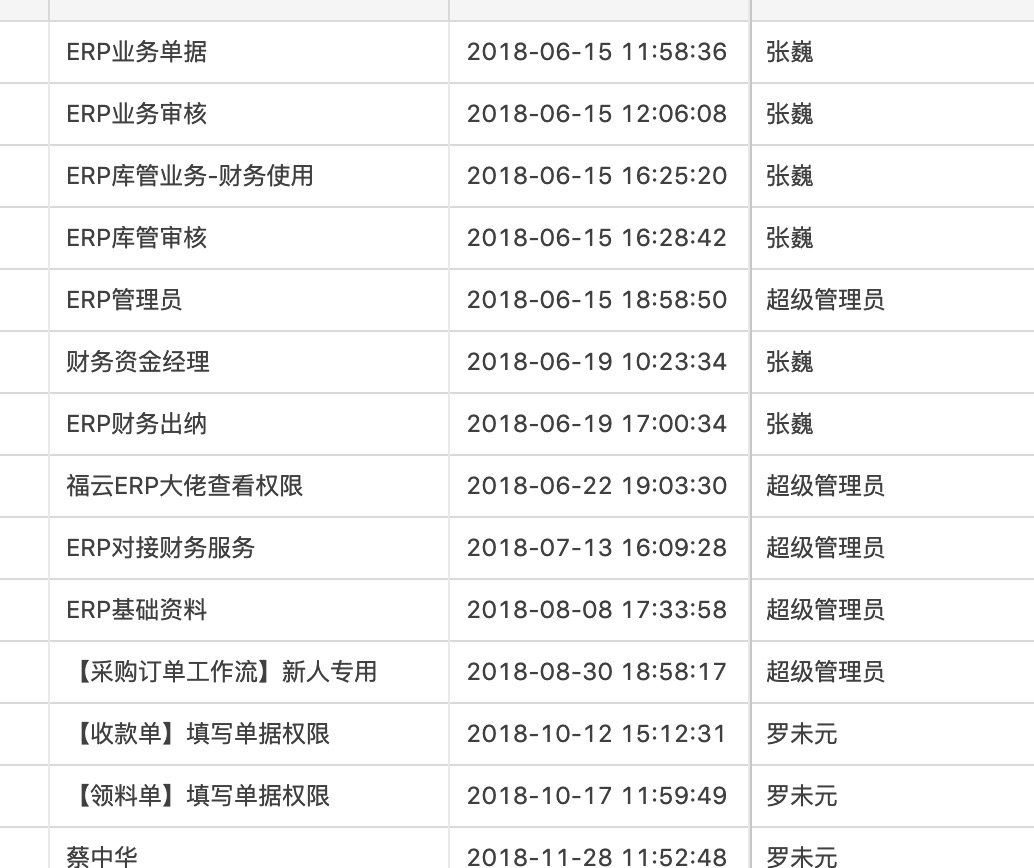 ERP业务单据 2018-06-15 11:58:36 张巍
ERP业务审核 2018-06-15 12:06:08 张巍
ERP库管业务-财务使用 2018-06-15 16:25:20 张巍
ERP库管审核 2018-06-15 16:28:42 张巍
ERP管理员 2018-06-15 18:58:50 超级管理员
财务资金经理 2018-06-19 10:23:34 张巍
ERP财务出纳 2018-06-19 17:00:34 张巍
福云ERP大佬查看权限 2018-06-22 19:03:30 超级管理员
ERP对接财务服务 2018-07-13 16:09:28 超级管理员
ERP基础资料 2018-08-08 17:33:58 超级管理员
【采购订单工作流】新人专用 2018-08-30 18:58:17 超级管理员
【收款单】填写单据权限 2018-10-12 15:12:31 罗未元
【领料单】填写单据权限 2018-10-17 11:59:49 罗未元
蔡中华 2018-11-28 11:52:48 罗未元